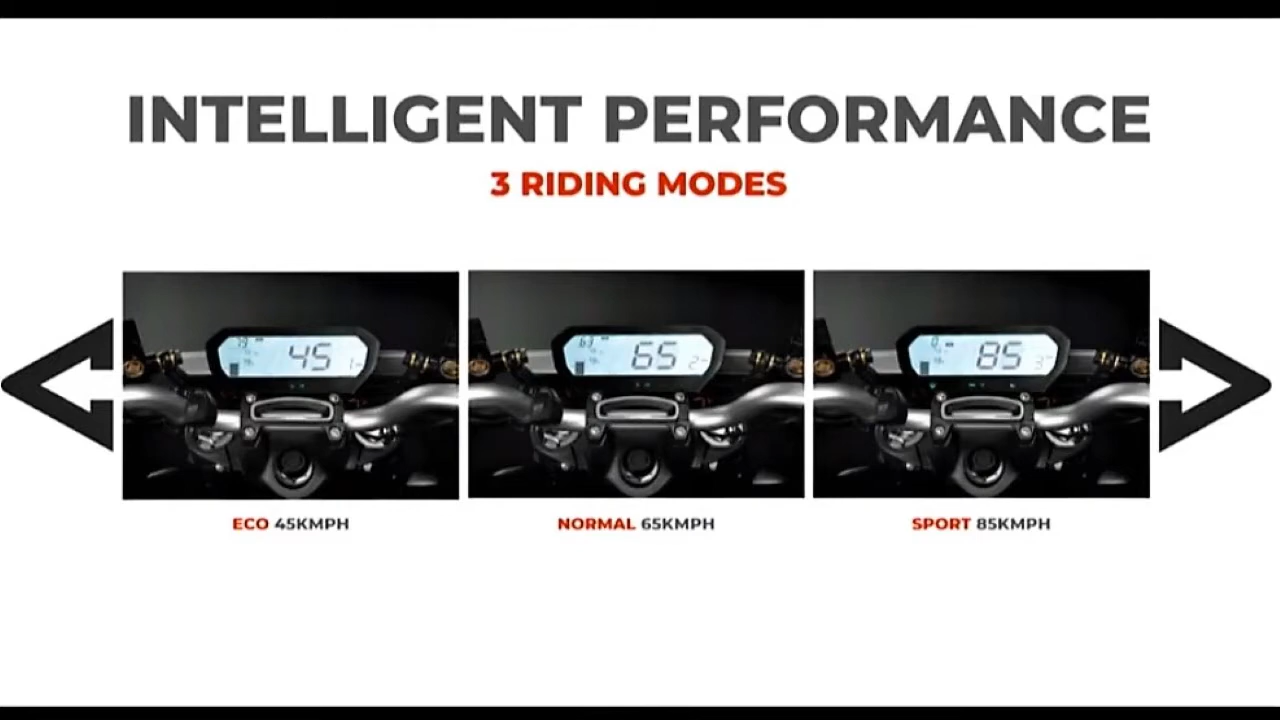 INTELLIGENT PERFORMANCE
3 RIDING MODES
45
65
85
ECO 45KMPH
NORMAL 65KMPH
SPORT 85KMPH